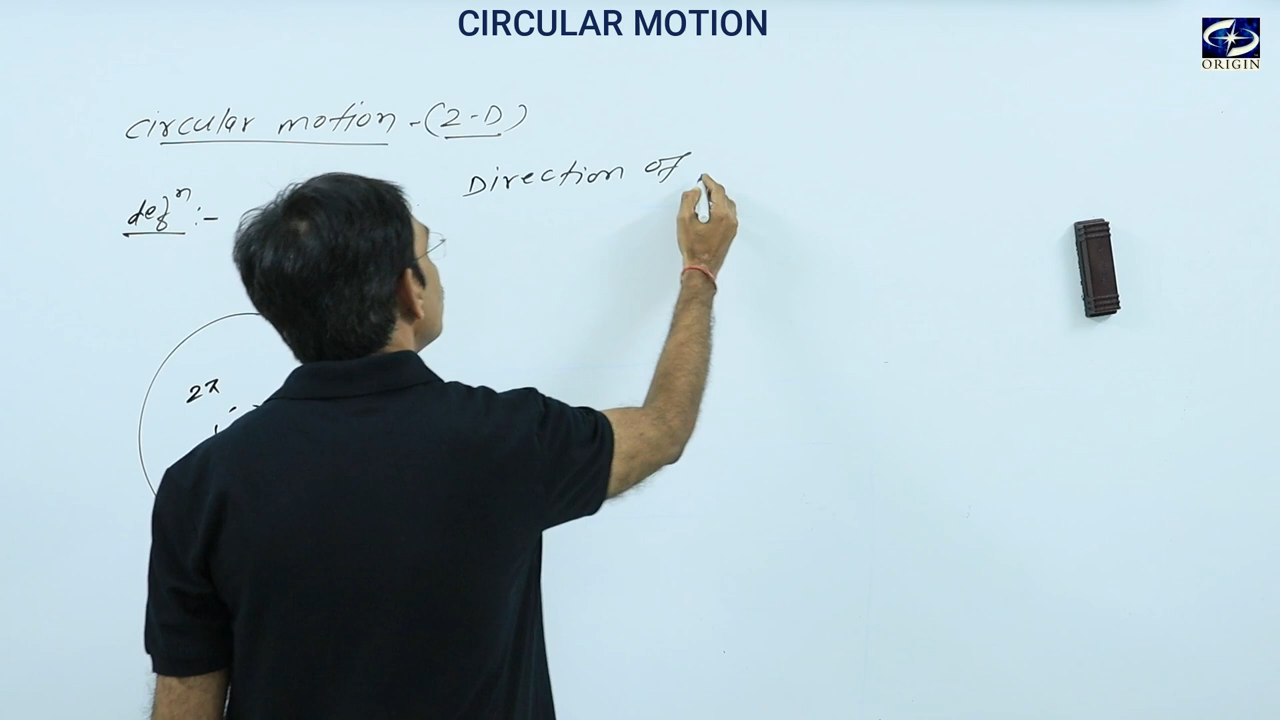 CIRCULAR MOTION
ORIGIN
Circular motion - (2-D)
Direction of
defⁿ :-
2π